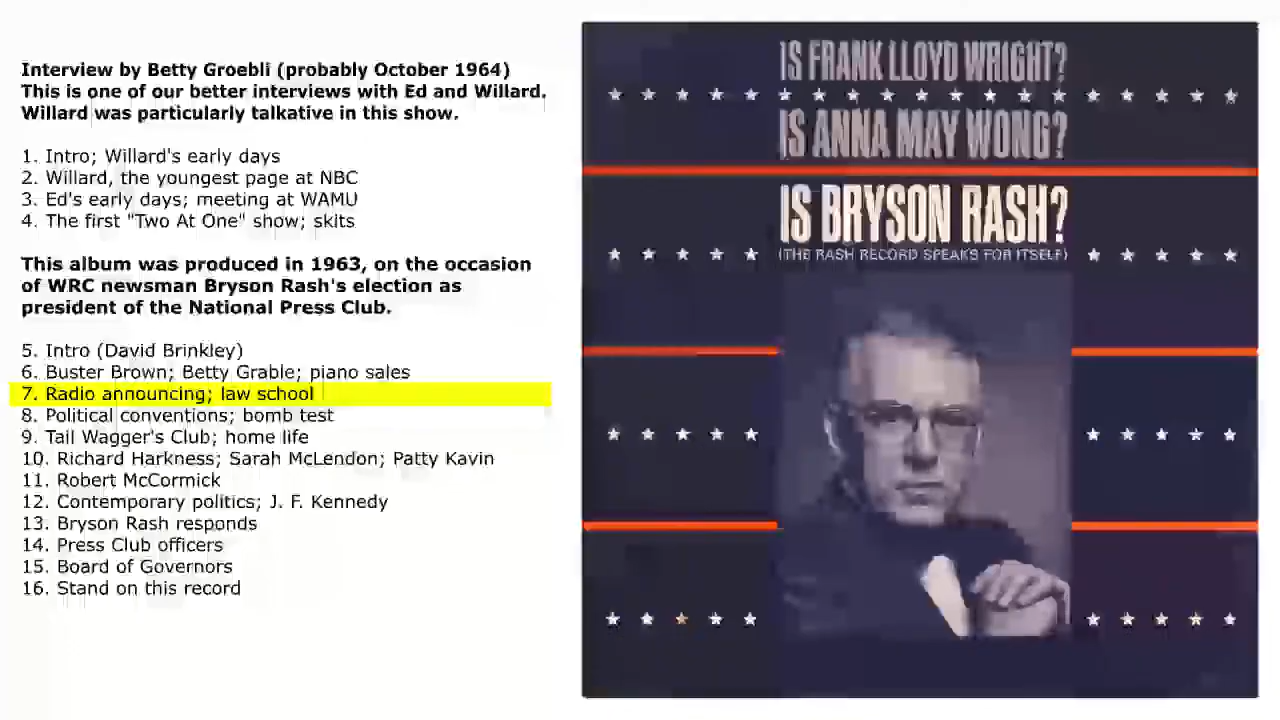 Interview by Betty Groebli (probably October 1964)
This is one of our better interviews with Ed and Willard.
Willard was particularly talkative in this show.
1. Intro; Willard's early days
2. Willard, the youngest page at NBC
3. Ed's early days; meeting at WAMU
4. The first "Two At One" show; skits
This album was produced in 1963, on the occasion
of WRC newsman Bryson Rash's election as
president of the National Press Club.
5. Intro (David Brinkley)
6. Buster Brown; Betty Grable; piano sales
7. Radio announcing; law school
8. Political conventions; bomb test
9. Tail Wagger's Club; home life
10. Richard Harkness; Sarah McLendon; Patty Kavin
11. Robert McCormick
12. Contemporary politics; J. F. Kennedy
13. Bryson Rash responds
14. Press Club officers
15. Board of Governors
16. Stand on this record
IS FRANK LLOYD WRIGHT?
IS ANNA MAY WONG?
IS BRYSON RASH?
(THE RASH RECORD SPEAKS FOR ITSELF)